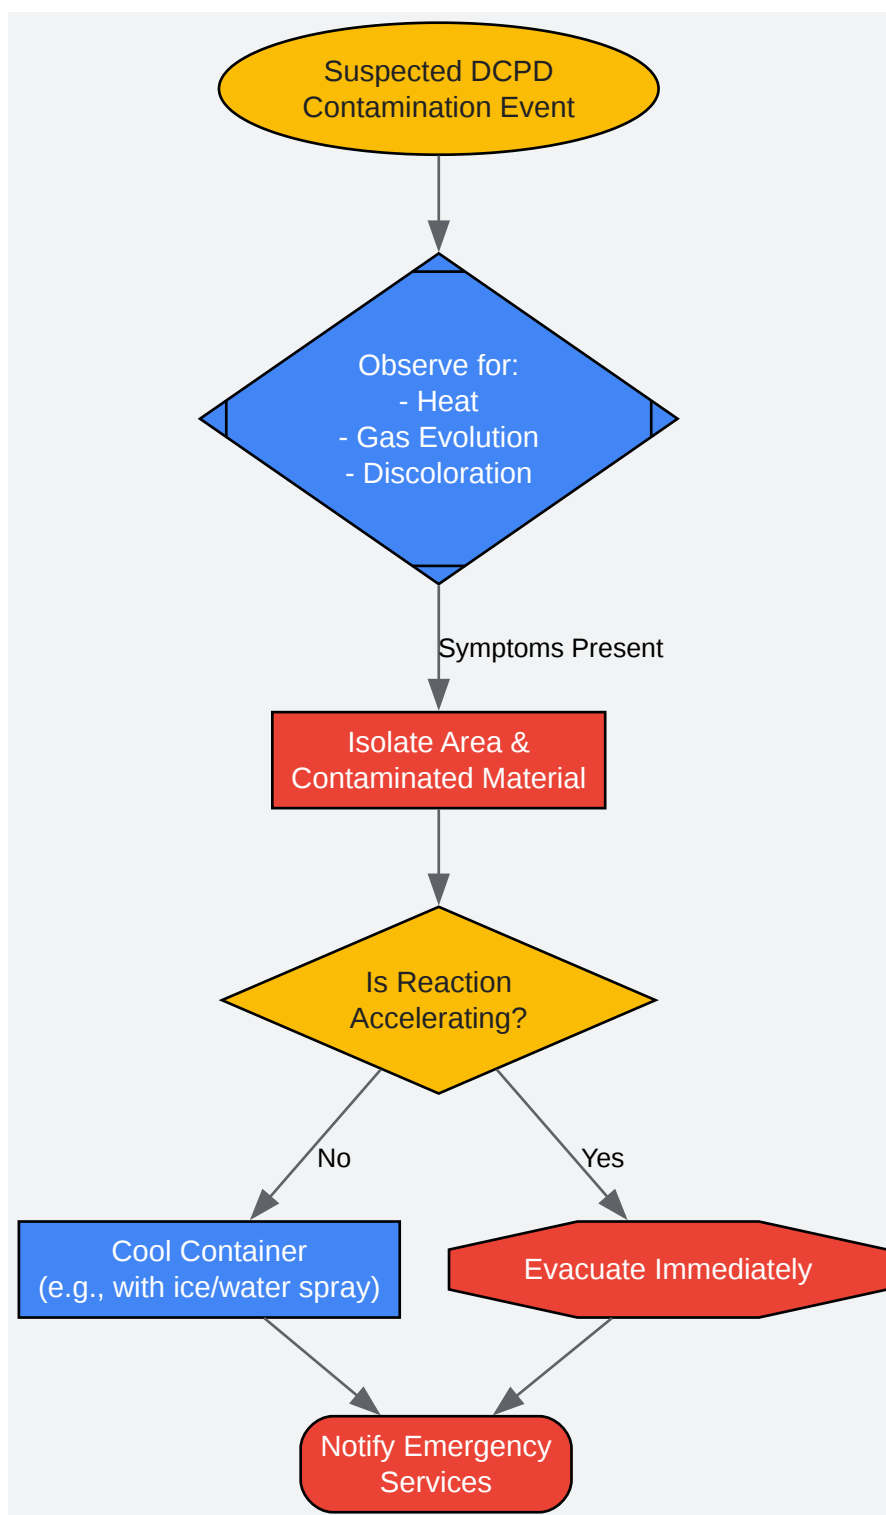 Suspected DCPD
Contamination Event
Observe for:
- Heat
- Gas Evolution
- Discoloration
Symptoms Present
Isolate Area &
Contaminated Material
Is Reaction
Accelerating?
No
Yes
Cool Container
(e.g., with ice/water spray)
Evacuate Immediately
Notify Emergency
Services